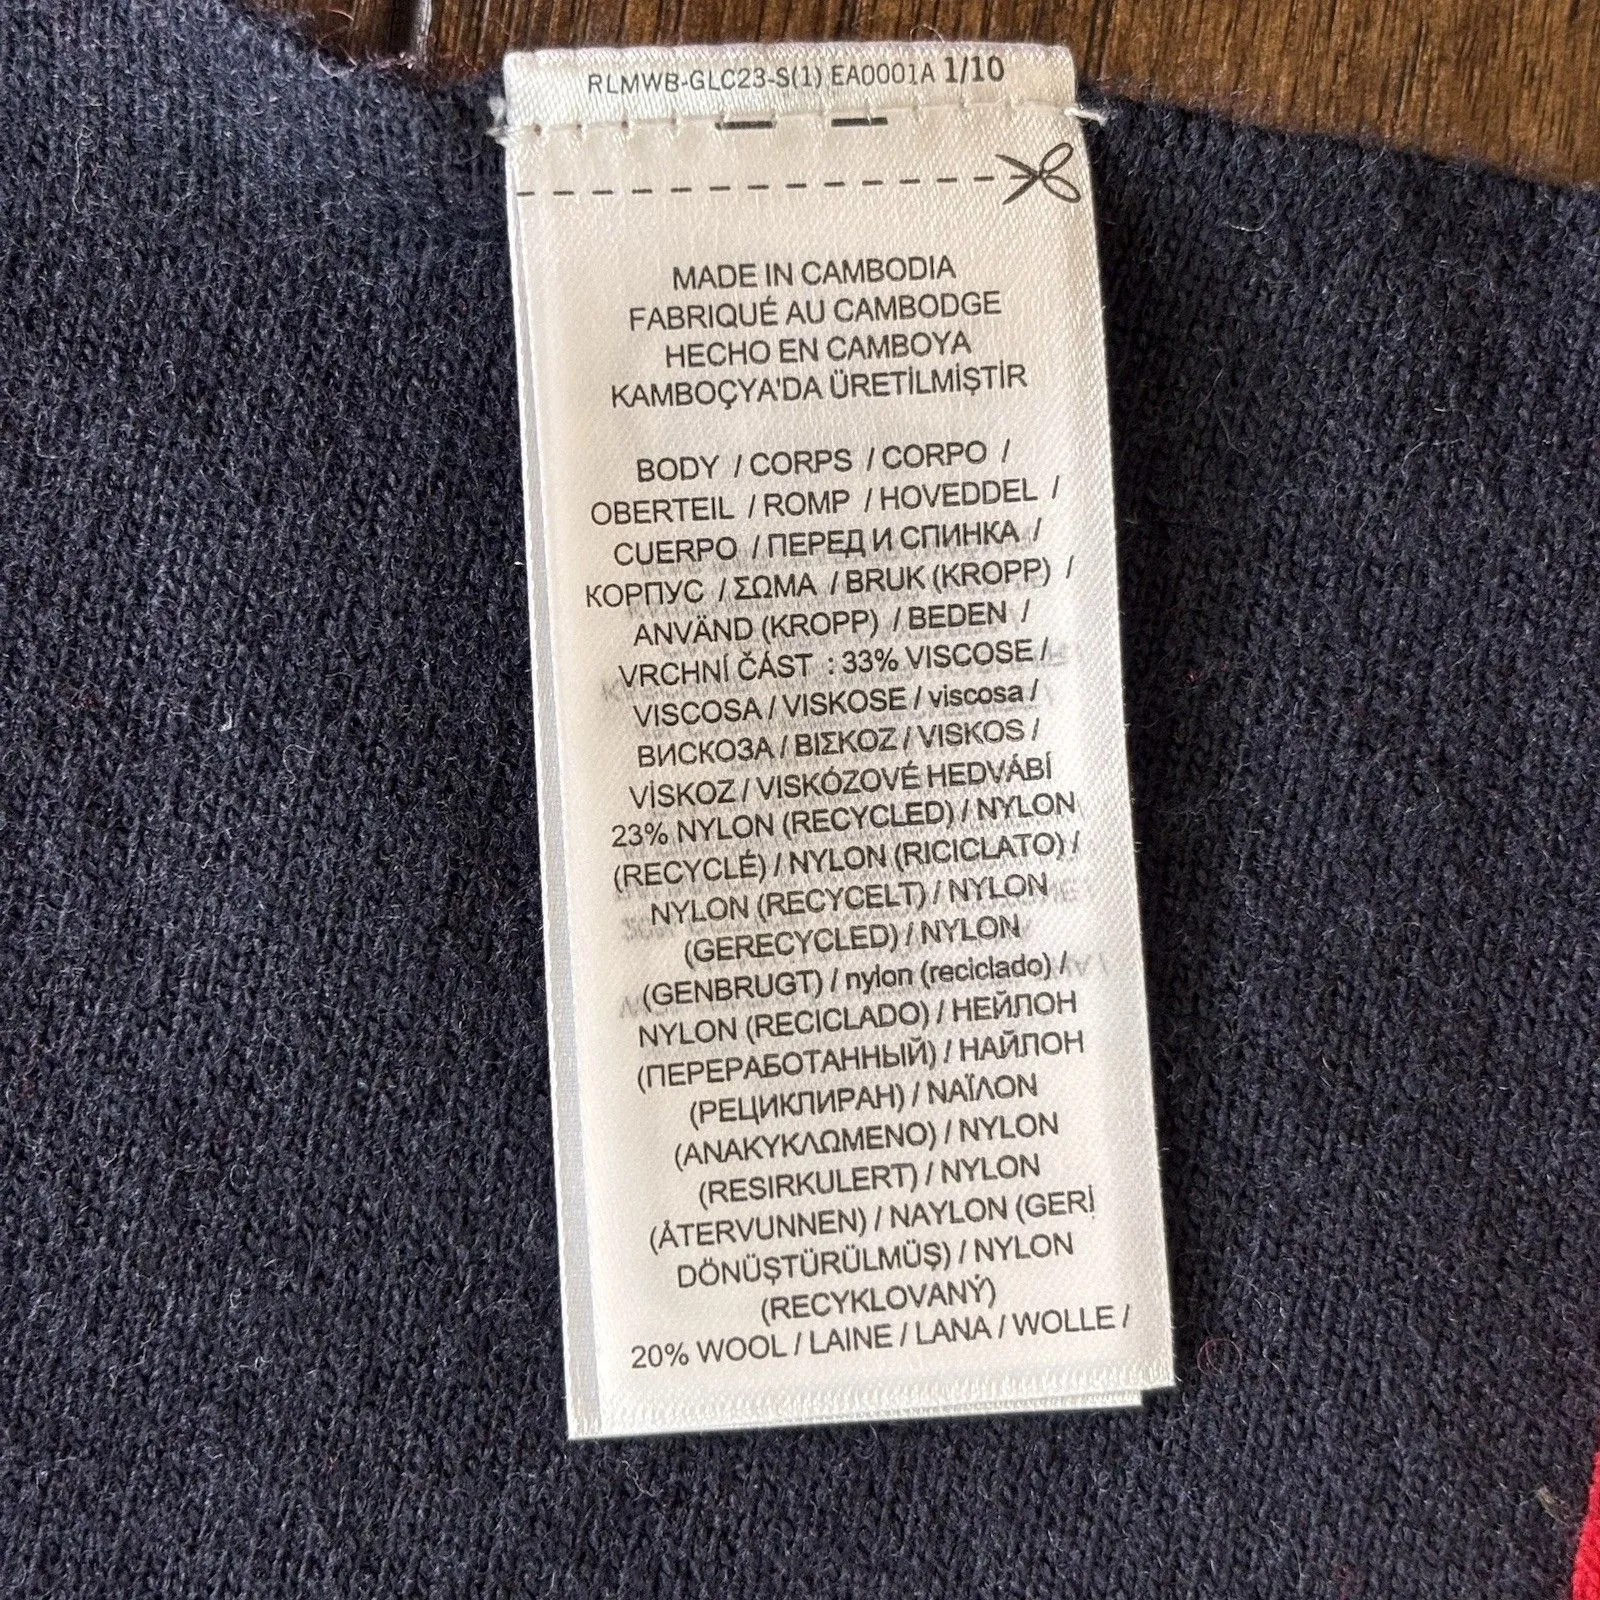 RLMWB-GLC23-S(1) EA0001A 1/10
MADE IN CAMBODIA
FABRIQUÉ AU CAMBODGE
HECHO EN CAMBOYA
KAMBOÇYA'DA ÜRETİLMİŞTİR
BODY / CORPS / CORPO /
OBERTEIL / ROMP / HOVEDDEL /
CUERPO / ПЕРЕД И СПИНКА /
КОРПУС / ΣΩΜΑ / BRUK (KROPP) /
ANVÄND (KROPP) / BEDEN /
VRCHNÍ ČÁST : 33% VISCOSE /
VISCOSA / VISKOSE / viscosa /
ВИСКОЗА / ΒΙΣΚΟΖ / VISKOS /
VİSKOZ / VISKÓZOVÉ HEDVÁBÍ
23% NYLON (RECYCLED) / NYLON
(RECYCLÉ) / NYLON (RICICLATO) /
NYLON (RECYCELT) / NYLON
(GERECYCLED) / NYLON
(GENBRUGT) / nylon (reciclado) /
NYLON (RECICLADO) / НЕЙЛОН
(ПЕРЕРАБОТАННЫЙ) / НАЙЛОН
(РЕЦИКЛИРАН) / ΝΑΪΛΟΝ
(ΑΝΑΚΥΚΛΩΜΕΝΟ) / NYLON
(RESIRKULERT) / NYLON
(ÅTERVUNNEN) / NAYLON (GERİ
DÖNÜŞTÜRÜLMÜŞ) / NYLON
(RECYKLOVANÝ)
20% WOOL / LAINE / LANA / WOLLE /